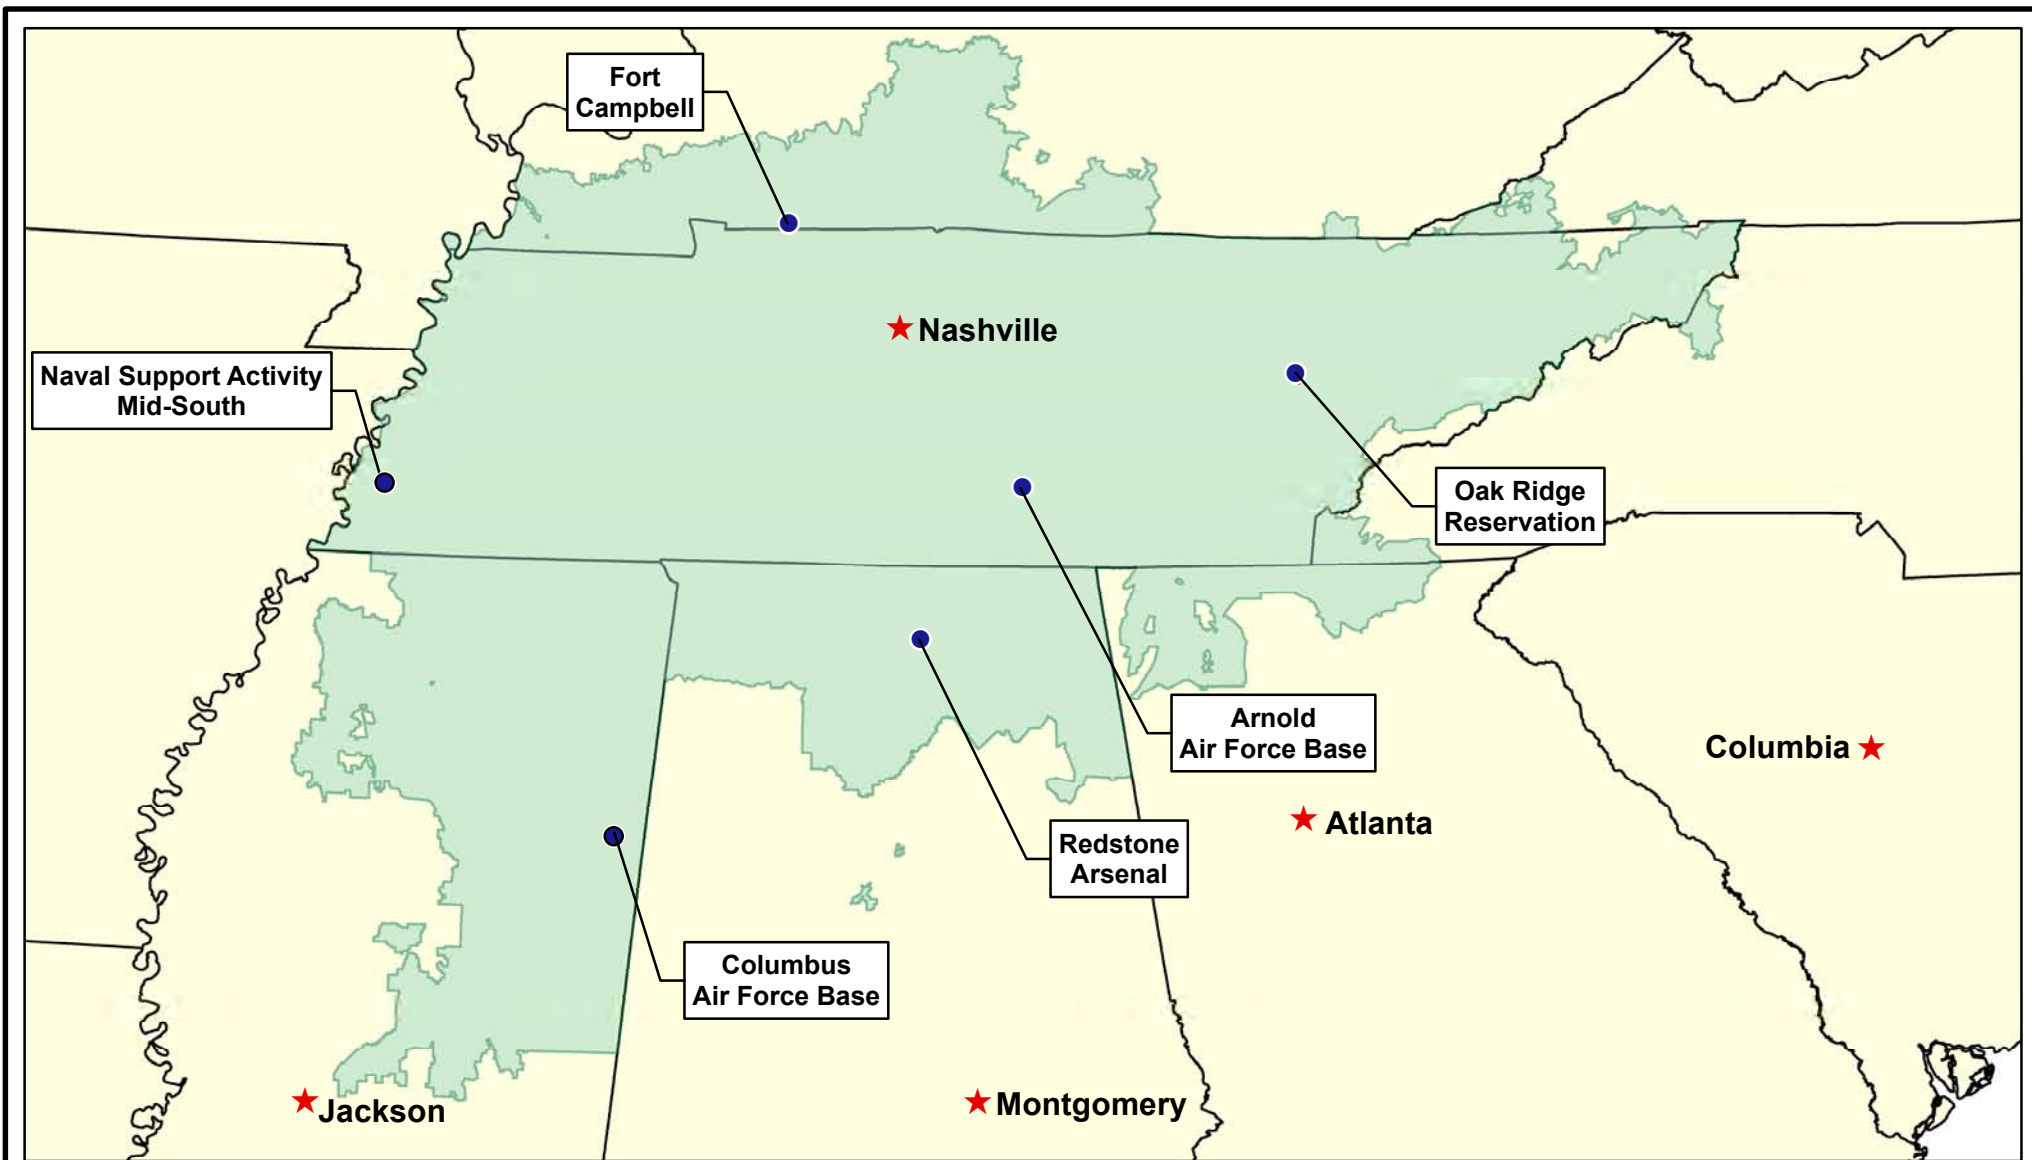 Fort
Campbell
Nashville
Naval Support Activity
Mid-South
Oak Ridge
Reservation
Arnold
Air Force Base
Columbia
Atlanta
Redstone
Arsenal
Columbus
Air Force Base
Jackson
Montgomery